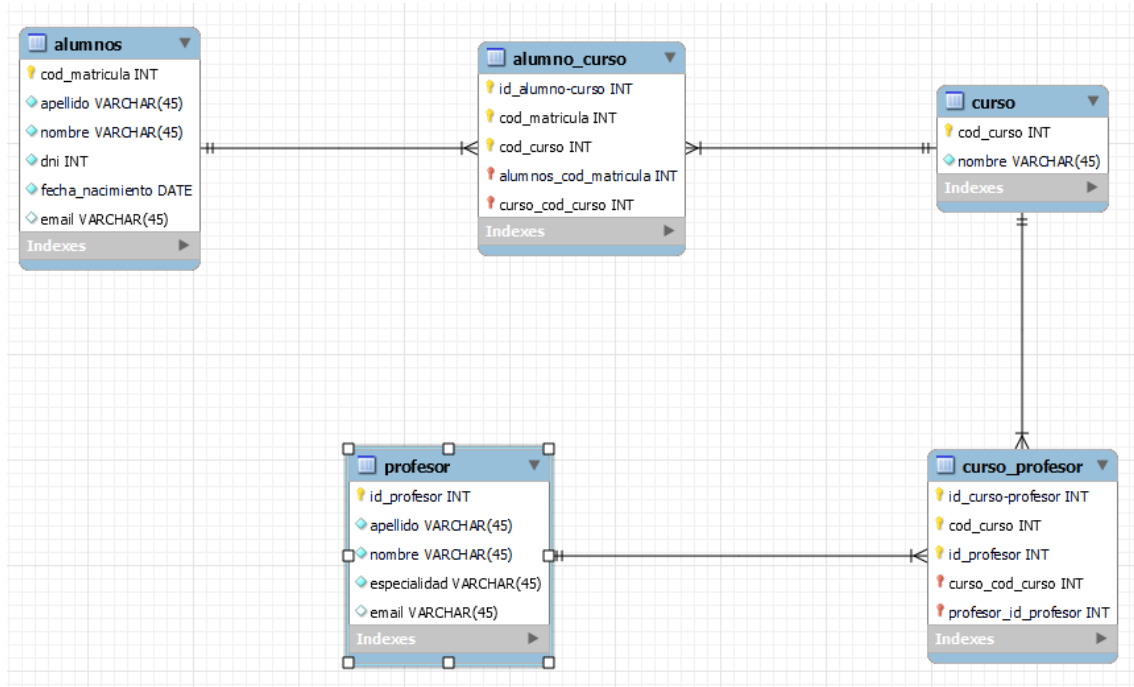 alumnos
cod_matricula INT
apellido VARCHAR(45)
nombre VARCHAR(45)
dni INT
fecha_nacimiento DATE
email VARCHAR(45)
Indexes
alumno_curso
id_alumno-curso INT
cod_matricula INT
cod_curso INT
alumnos_cod_matricula INT
curso_cod_curso INT
Indexes
curso
cod_curso INT
nombre VARCHAR(45)
Indexes
profesor
id_profesor INT
apellido VARCHAR(45)
nombre VARCHAR(45)
especialidad VARCHAR(45)
email VARCHAR(45)
Indexes
curso_profesor
id_curso-profesor INT
cod_curso INT
id_profesor INT
curso_cod_curso INT
profesor_id_profesor INT
Indexes